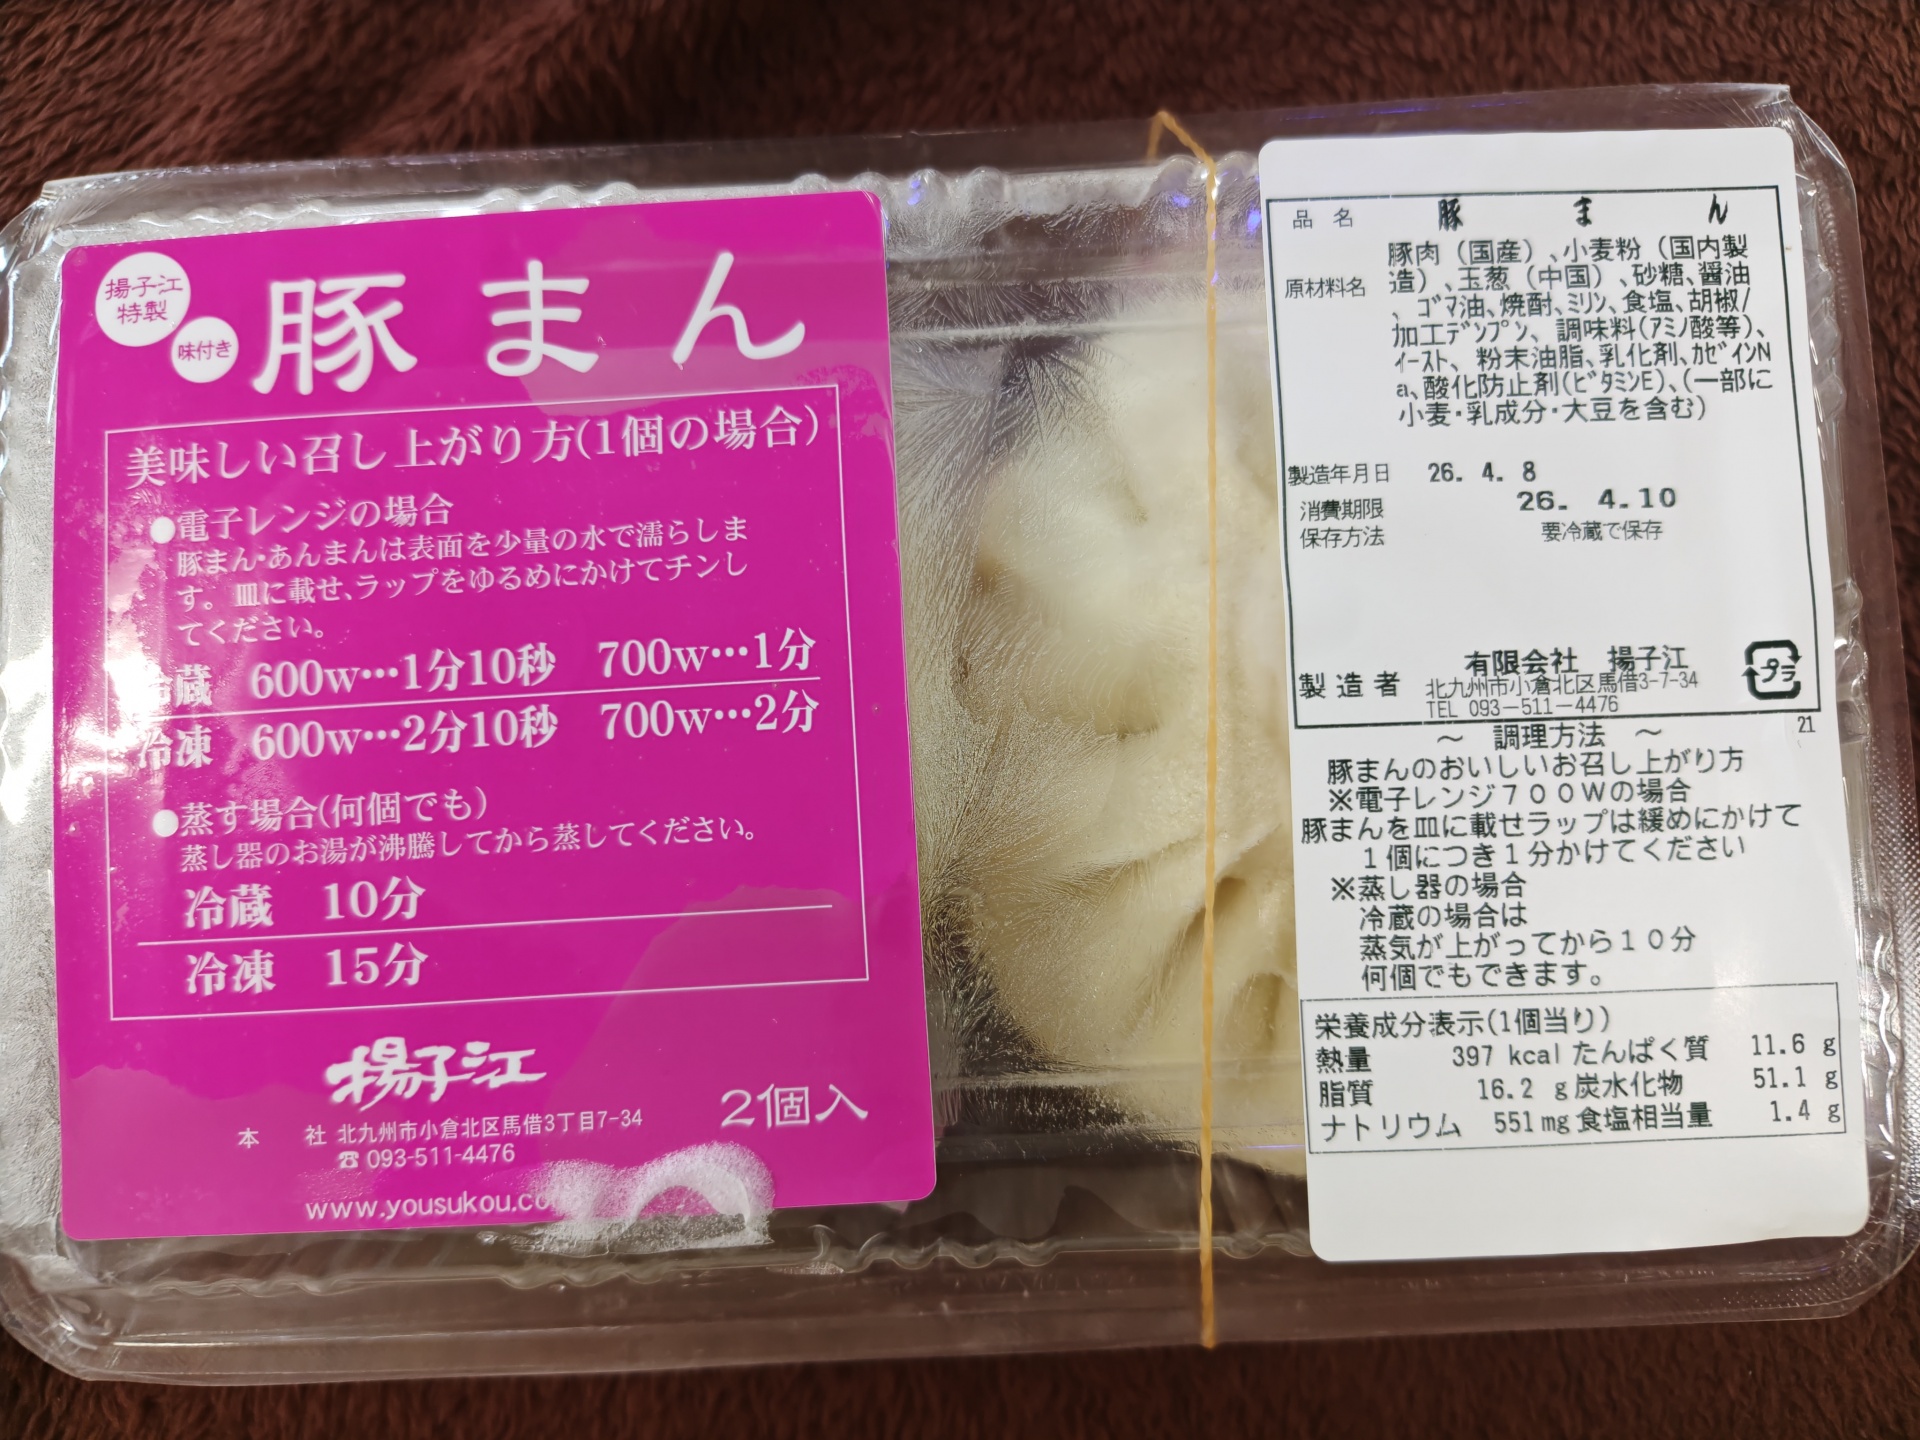 揚子江
特製
味付き
豚まん
美味しい召し上がり方(1個の場合)
●電子レンジの場合
豚まん・あんまんは表面を少量の水で濡らしま
す。皿に載せ、ラップをゆるめにかけてチンし
てください。
冷蔵 600w…1分10秒 700w…1分
冷凍 600w…2分10秒 700w…2分
●蒸す場合(何個でも)
蒸し器のお湯が沸騰してから蒸してください。
冷蔵 10分
冷凍 15分
揚子江
2個入
本 社 北九州市小倉北区馬借3丁目7-34
☎ 093-511-4476
www.yousukou.co
品名 豚まん
原材料名
豚肉(国産)、小麦粉(国内製
造)、玉葱(中国)、砂糖、醤油
、ゴマ油、焼酎、ミリン、食塩、胡椒/
加工デンプン、調味料(アミノ酸等)、
イースト、粉末油脂、乳化剤、カゼインN
a、酸化防止剤(ビタミンE)、(一部に
小麦・乳成分・大豆を含む)
製造年月日 26. 4. 8
消費期限 26. 4.10
保存方法 要冷蔵で保存
製造者 有限会社 揚子江
北九州市小倉北区馬借3-7-34
TEL 093-511-4476
プラ
21
～ 調理方法 ～
豚まんのおいしいお召し上がり方
※電子レンジ700Wの場合
豚まんを皿に載せラップは緩めにかけて
1個につき1分かけてください
※蒸し器の場合
冷蔵の場合は
蒸気が上がってから10分
何個でもできます。
栄養成分表示(1個当り)
熱量 397 kcal たんぱく質 11.6 g
脂質 16.2 g 炭水化物 51.1 g
ナトリウム 551 mg 食塩相当量 1.4 g